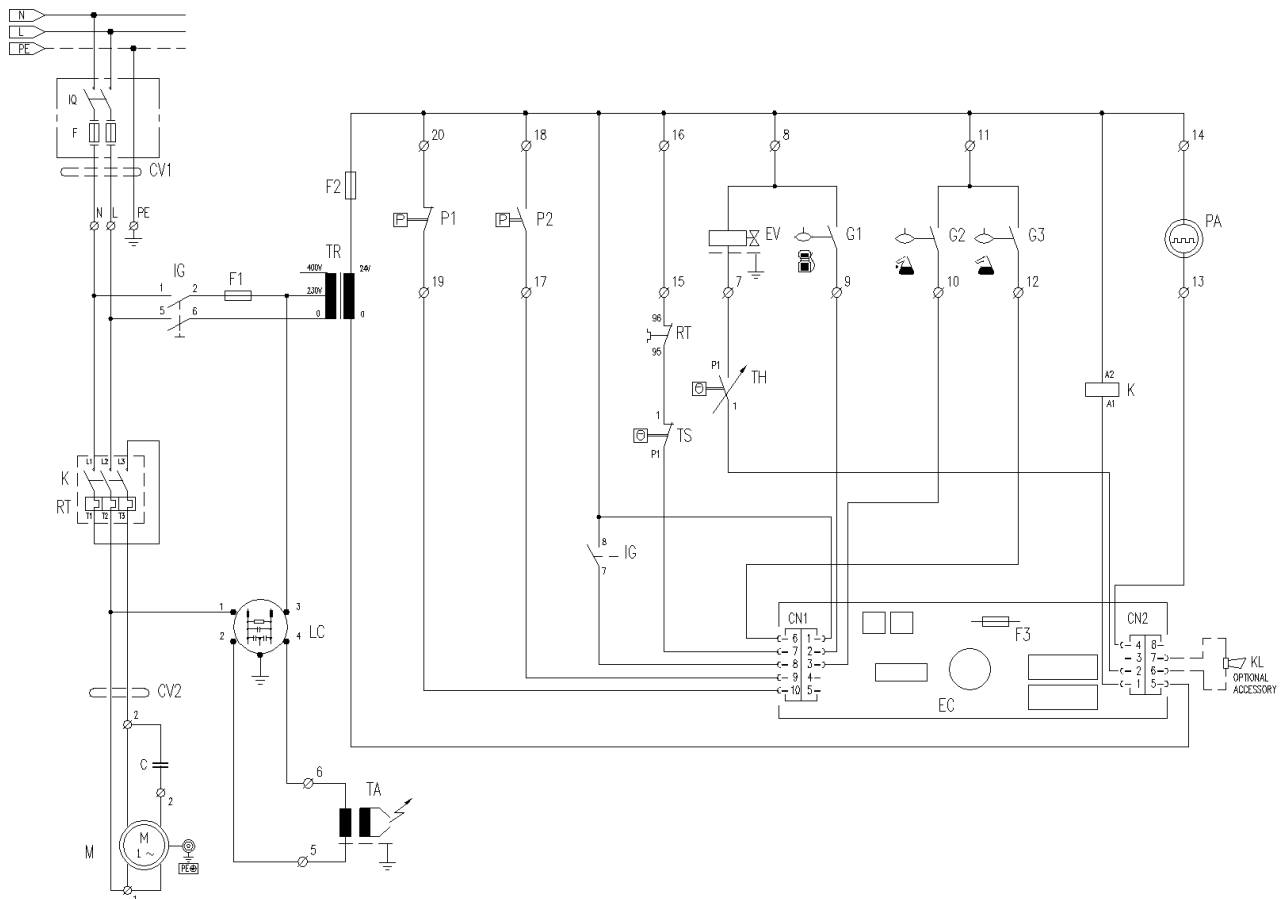 N
L
PE
IQ
F
CV1
N L PE
20 18 16 8 11 14
F2
P P1
P P2
EV
G1
G2
G3
PA
TR
400V 24V
230V
0 0
IG
1 2
F1
5 6
19 17 15 7 9 10 12 13
96
RT
95
P1
TH
1
1
TS
P1
A2
K
A1
L1 L2 L3
K
RT
T1 T2 T3
8
IG
7
1 3
2 4
LC
CN1
6 1
7 2
8 3
9 4
10 5
F3
EC
CN2
4 8
3 7
2 6
1 5
KL
OPTIONAL
ACCESSORY
CV2
2
C
2
6
TA
5
M
M
1 ~
PE
1